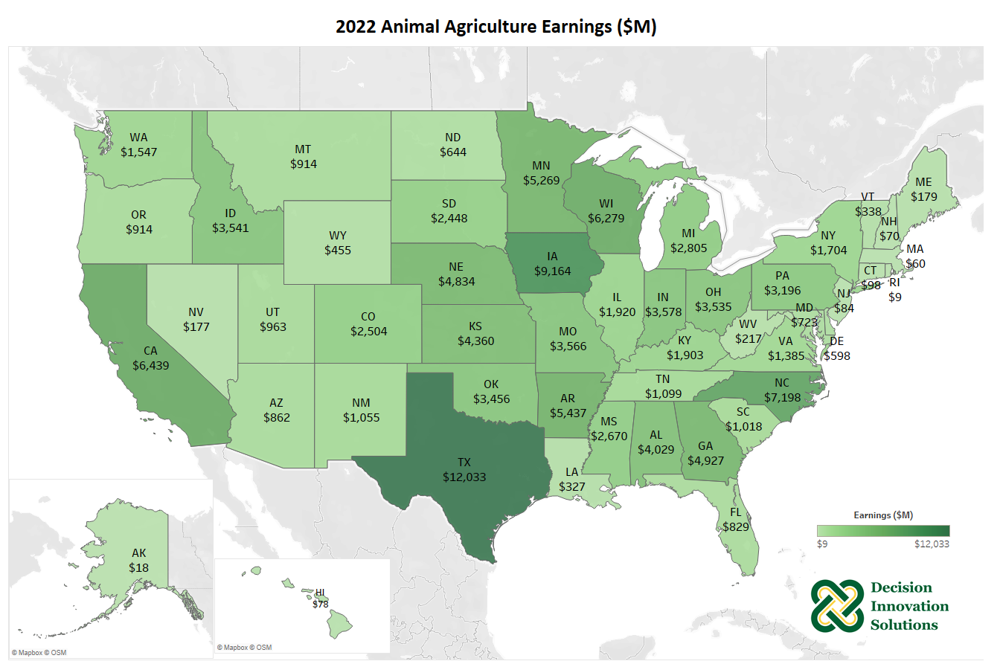 2022 Animal Agriculture Earnings ($M)
WA
$1,547
MT
$914
ND
$644
MN
$5,269
ME
$179
VT
$338
NH
$70
OR
$914
ID
$3,541
SD
$2,448
WI
$6,279
MI
$2,805
NY
$1,704
MA
$60
WY
$455
IA
$9,164
NE
$4,834
PA
$3,196
CT
$98
RI
$9
NJ
$84
NV
$177
UT
$963
CO
$2,504
KS
$4,360
MO
$3,566
IL
$1,920
IN
$3,578
OH
$3,535
MD
$723
WV
$217
DE
$598
VA
$1,385
KY
$1,903
CA
$6,439
AZ
$862
NM
$1,055
OK
$3,456
AR
$5,437
TN
$1,099
NC
$7,198
SC
$1,018
MS
$2,670
AL
$4,029
GA
$4,927
TX
$12,033
LA
$327
FL
$829
AK
$18
HI
$78
Earnings ($M)
$9
$12,033
Decision
Innovation
Solutions
© Mapbox © OSM
© Mapbox © OSM